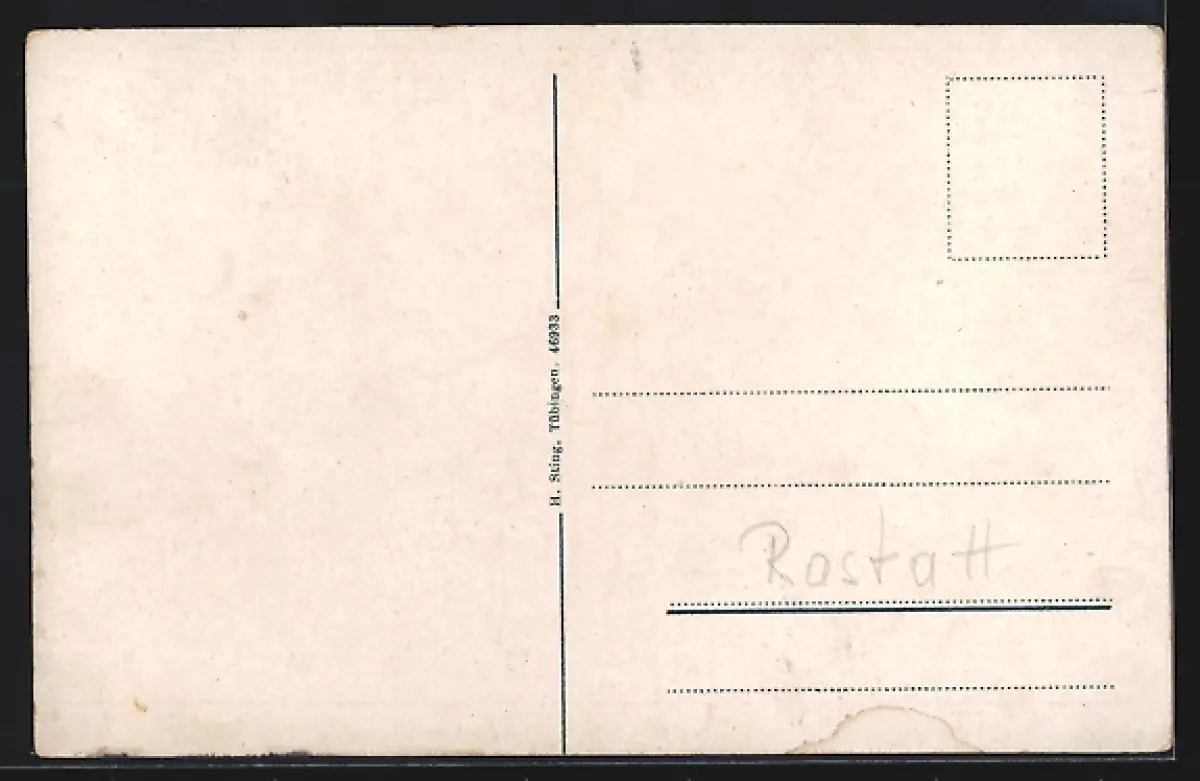 H. Sting, Tübingen. 46933
Rastatt